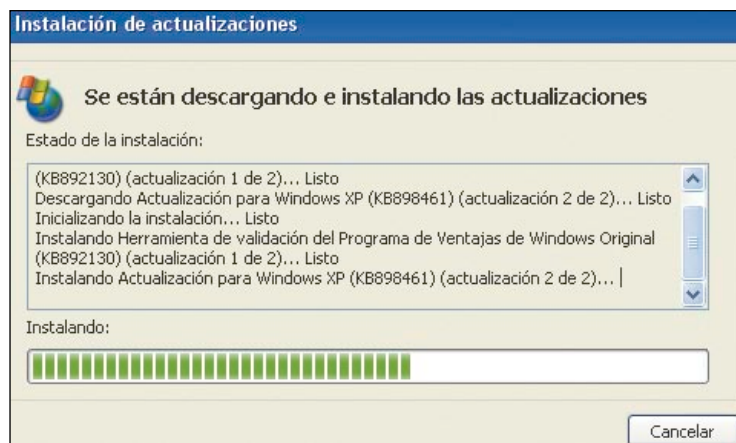 Instalación de actualizaciones
Se están descargando e instalando las actualizaciones
Estado de la instalación:
(KB892130) (actualización 1 de 2)... Listo
Descargando Actualización para Windows XP (KB898461) (actualización 2 de 2)... Listo
Inicializando la instalación... Listo
Instalando Herramienta de validación del Programa de Ventajas de Windows Original
(KB892130) (actualización 1 de 2)... Listo
Instalando Actualización para Windows XP (KB898461) (actualización 2 de 2)...
Instalando:
Cancelar